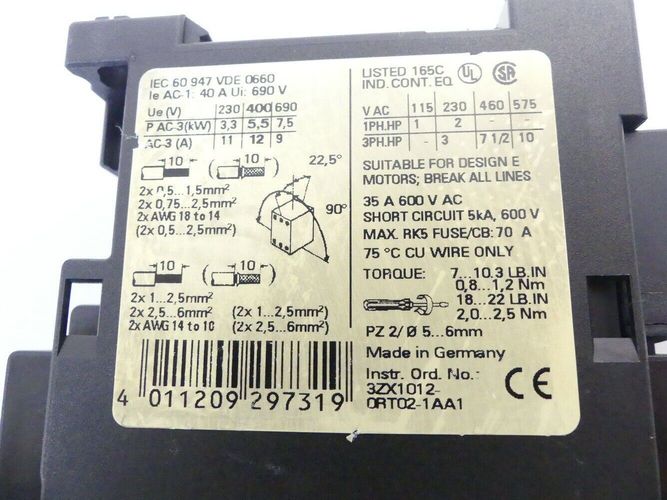 IEC 60 947 VDE 0660
Ie AC-1: 40 A Ui: 690 V
Ue (V) 230 400 690
P AC-3(kW) 3,3 5,5 7,5
AC-3 (A) 11 12 9
10 ( 10 ) 22,5°
2x 0,5...1,5mm²
2x 0,75...2,5mm²
2x AWG 18 to 14
(2x 0,5...2,5mm²)
90°
10 ( 10 )
2x 1...2,5mm² (2x 1...2,5mm²)
2x 2,5...6mm² (2x 2,5...6mm²)
2x AWG 14 to 10
4 011209 297319
LISTED 165C
IND. CONT. EQ. UL SA
V AC 115 230 460 575
1PH.HP 1 2 - -
3PH.HP - 3 7 1/2 10
SUITABLE FOR DESIGN E
MOTORS; BREAK ALL LINES
35 A 600 V AC
SHORT CIRCUIT 5kA, 600 V
MAX. RK5 FUSE/CB: 70 A
75 °C CU WIRE ONLY
TORQUE: 7...10.3 LB.IN
0,8...1,2 Nm
18...22 LB.IN
2,0...2,5 Nm
PZ 2/Ø 5...6mm
Made in Germany
Instr. Ord. No.:
3ZX1012-
0RT02-1AA1
CE